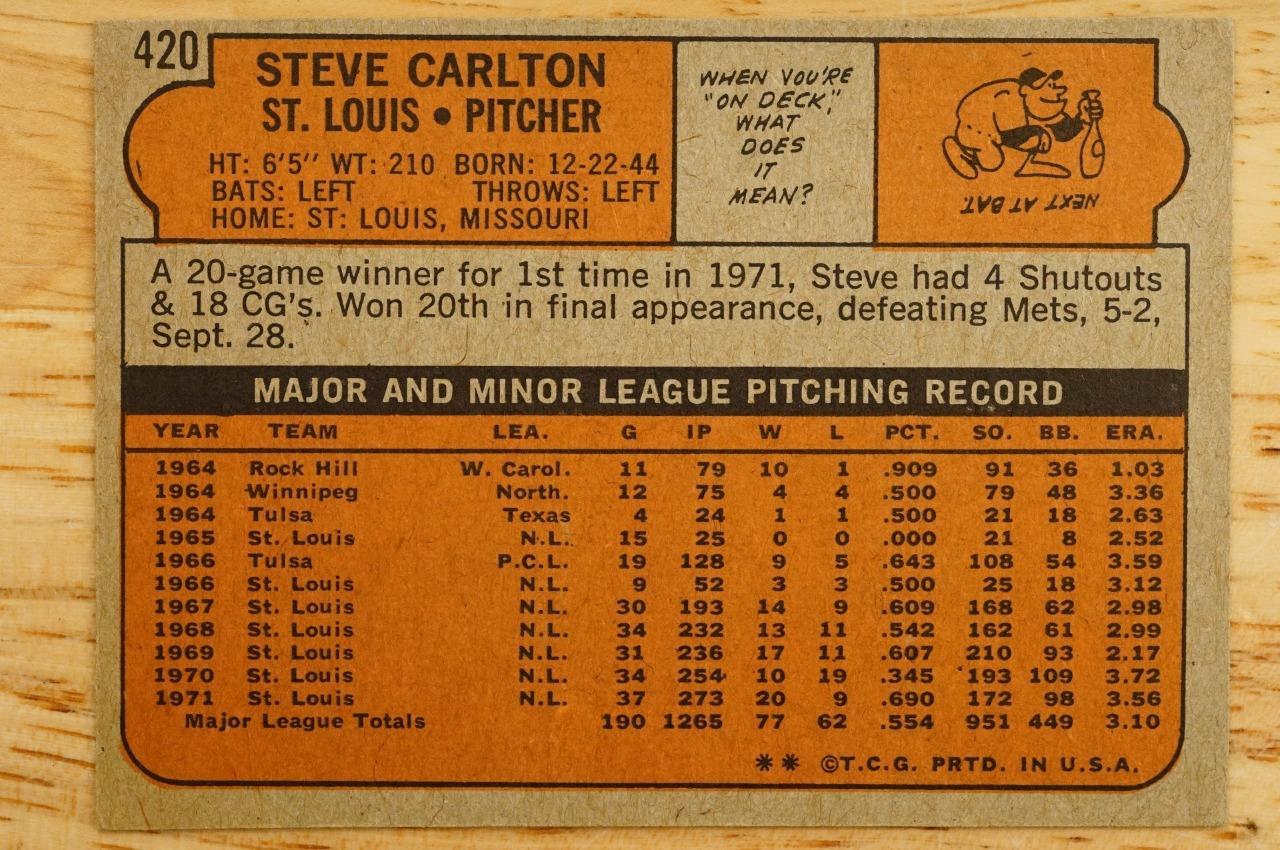 420
STEVE CARLTON
ST. LOUIS • PITCHER
HT: 6'5" WT: 210 BORN: 12-22-44
BATS: LEFT THROWS: LEFT
HOME: ST. LOUIS, MISSOURI
WHEN YOU'RE
"ON DECK,"
WHAT
DOES
IT
MEAN?
NEXT AT BAT
A 20-game winner for 1st time in 1971, Steve had 4 Shutouts
& 18 CG's. Won 20th in final appearance, defeating Mets, 5-2,
Sept. 28.
MAJOR AND MINOR LEAGUE PITCHING RECORD
YEAR TEAM LEA. G IP W L PCT. SO. BB. ERA.
1964 Rock Hill W. Carol. 11 79 10 1 .909 91 36 1.03
1964 Winnipeg North. 12 75 4 4 .500 79 48 3.36
1964 Tulsa Texas 4 24 1 1 .500 21 18 2.63
1965 St. Louis N.L. 15 25 0 0 .000 21 8 2.52
1966 Tulsa P.C.L. 19 128 9 5 .643 108 54 3.59
1966 St. Louis N.L. 9 52 3 3 .500 25 18 3.12
1967 St. Louis N.L. 30 193 14 9 .609 168 62 2.98
1968 St. Louis N.L. 34 232 13 11 .542 162 61 2.99
1969 St. Louis N.L. 31 236 17 11 .607 210 93 2.17
1970 St. Louis N.L. 34 254 10 19 .345 193 109 3.72
1971 St. Louis N.L. 37 273 20 9 .690 172 98 3.56
Major League Totals 190 1265 77 62 .554 951 449 3.10
** ©T.C.G. PRTD. IN U.S.A.